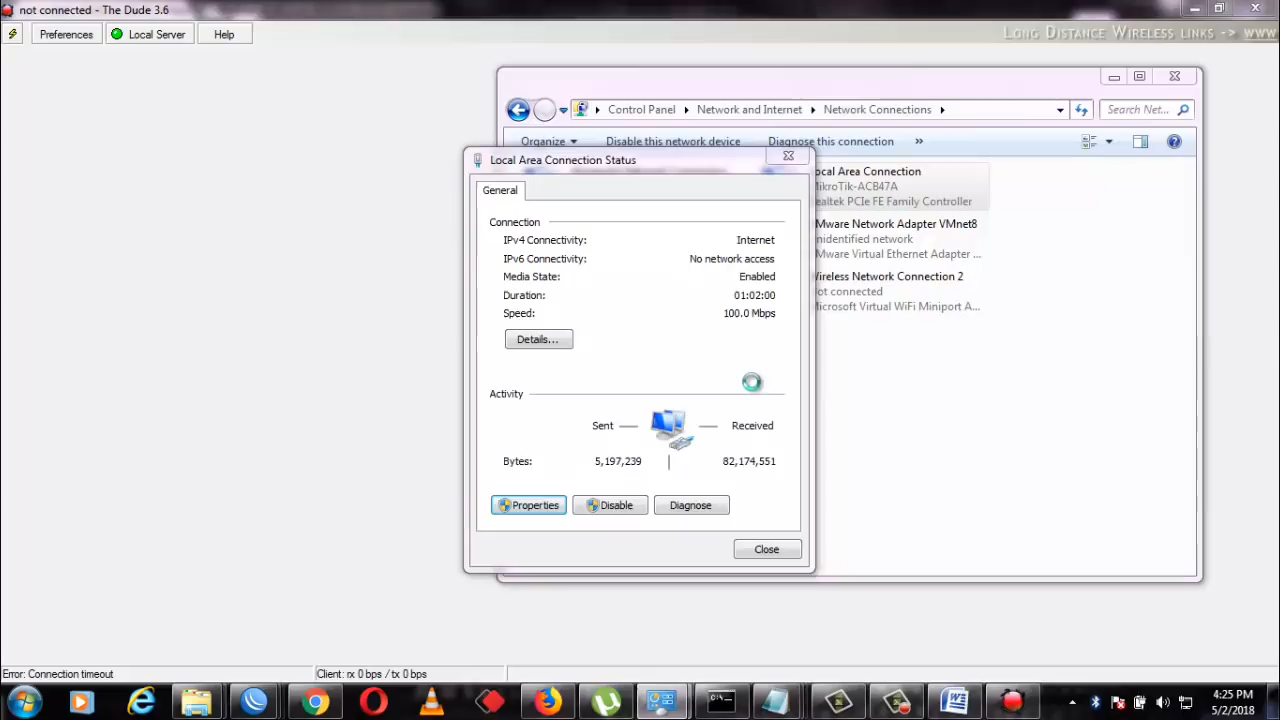 not connected - The Dude 3.6
Preferences
Local Server
Help
LONG DISTANCE WIRELESS LINKS -> WWW
Control Panel
Network and Internet
Network Connections
Search Net...
Organize
Disable this network device
Diagnose this connection
»
Local Area Connection Status
General
Connection
IPv4 Connectivity: Internet
IPv6 Connectivity: No network access
Media State: Enabled
Duration: 01:02:00
Speed: 100.0 Mbps
Details...
Activity
Sent
Received
Bytes: 5,197,239 82,174,551
Properties
Disable
Diagnose
Close
ocal Area Connection
MikroTik-ACB47A
ealtek PCIe FE Family Controller
Mware Network Adapter VMnet8
nidentified network
Mware Virtual Ethernet Adapter ...
ireless Network Connection 2
ot connected
icrosoft Virtual WiFi Miniport A...
Error: Connection timeout
Client: rx 0 bps / tx 0 bps
4:25 PM
5/2/2018